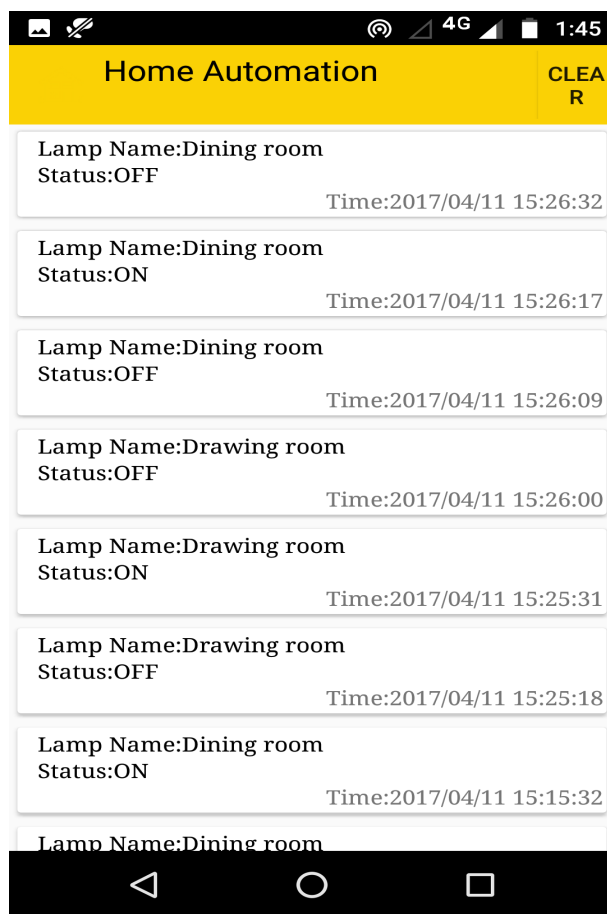 4G 1:45
Home Automation
CLEA
R
Lamp Name:Dining room
Status:OFF
Time:2017/04/11 15:26:32
Lamp Name:Dining room
Status:ON
Time:2017/04/11 15:26:17
Lamp Name:Dining room
Status:OFF
Time:2017/04/11 15:26:09
Lamp Name:Drawing room
Status:OFF
Time:2017/04/11 15:26:00
Lamp Name:Drawing room
Status:ON
Time:2017/04/11 15:25:31
Lamp Name:Drawing room
Status:OFF
Time:2017/04/11 15:25:18
Lamp Name:Dining room
Status:ON
Time:2017/04/11 15:15:32
Lamp Name:Dining room